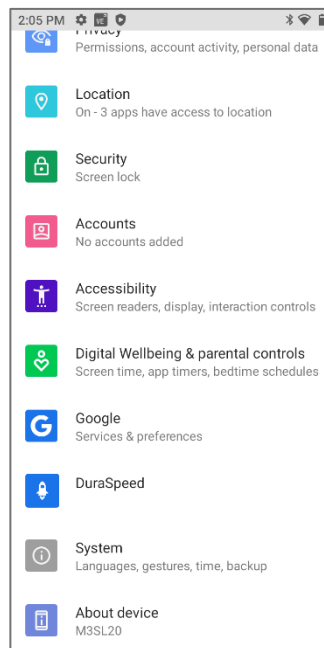 2:05 PM
Privacy
Permissions, account activity, personal data
Location
On - 3 apps have access to location
Security
Screen lock
Accounts
No accounts added
Accessibility
Screen readers, display, interaction controls
Digital Wellbeing & parental controls
Screen time, app timers, bedtime schedules
Google
Services & preferences
DuraSpeed
System
Languages, gestures, time, backup
About device
M3SL20